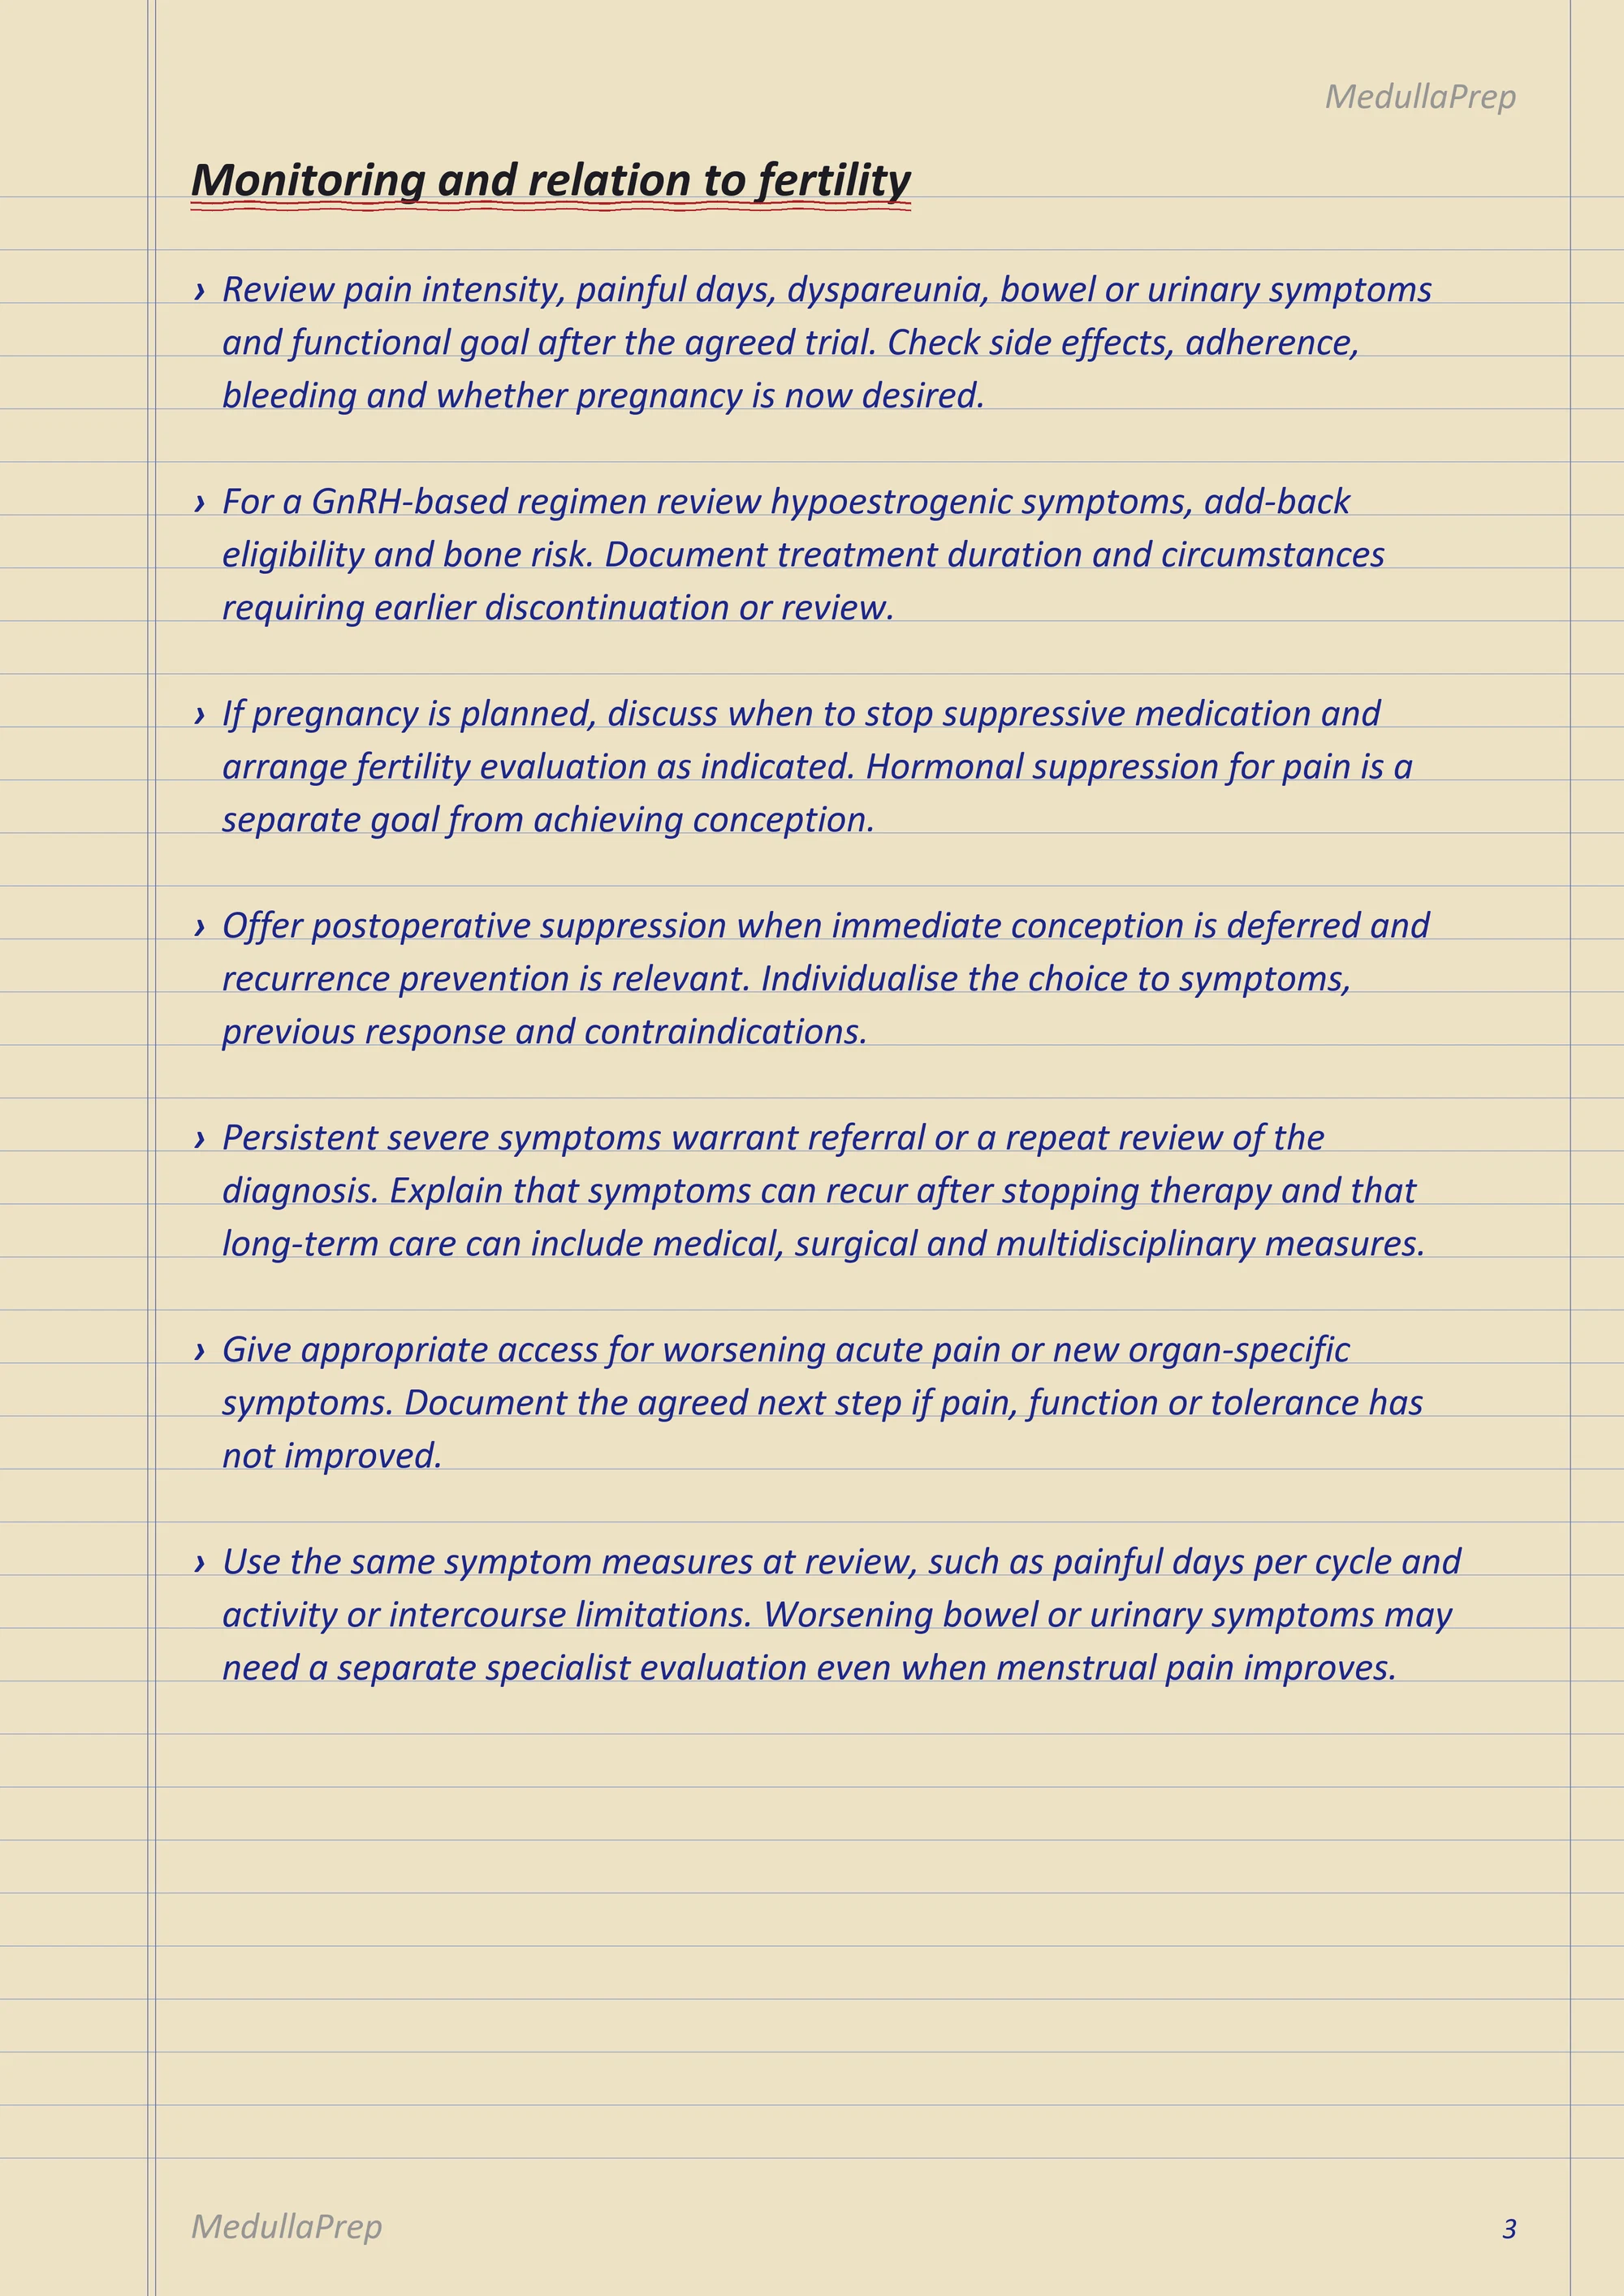 MedullaPrep
Monitoring and relation to fertility
› Review pain intensity, painful days, dyspareunia, bowel or urinary symptoms
and functional goal after the agreed trial. Check side effects, adherence,
bleeding and whether pregnancy is now desired.
› For a GnRH-based regimen review hypoestrogenic symptoms, add-back
eligibility and bone risk. Document treatment duration and circumstances
requiring earlier discontinuation or review.
› If pregnancy is planned, discuss when to stop suppressive medication and
arrange fertility evaluation as indicated. Hormonal suppression for pain is a
separate goal from achieving conception.
› Offer postoperative suppression when immediate conception is deferred and
recurrence prevention is relevant. Individualise the choice to symptoms,
previous response and contraindications.
› Persistent severe symptoms warrant referral or a repeat review of the
diagnosis. Explain that symptoms can recur after stopping therapy and that
long-term care can include medical, surgical and multidisciplinary measures.
› Give appropriate access for worsening acute pain or new organ-specific
symptoms. Document the agreed next step if pain, function or tolerance has
not improved.
› Use the same symptom measures at review, such as painful days per cycle and
activity or intercourse limitations. Worsening bowel or urinary symptoms may
need a separate specialist evaluation even when menstrual pain improves.
MedullaPrep
3